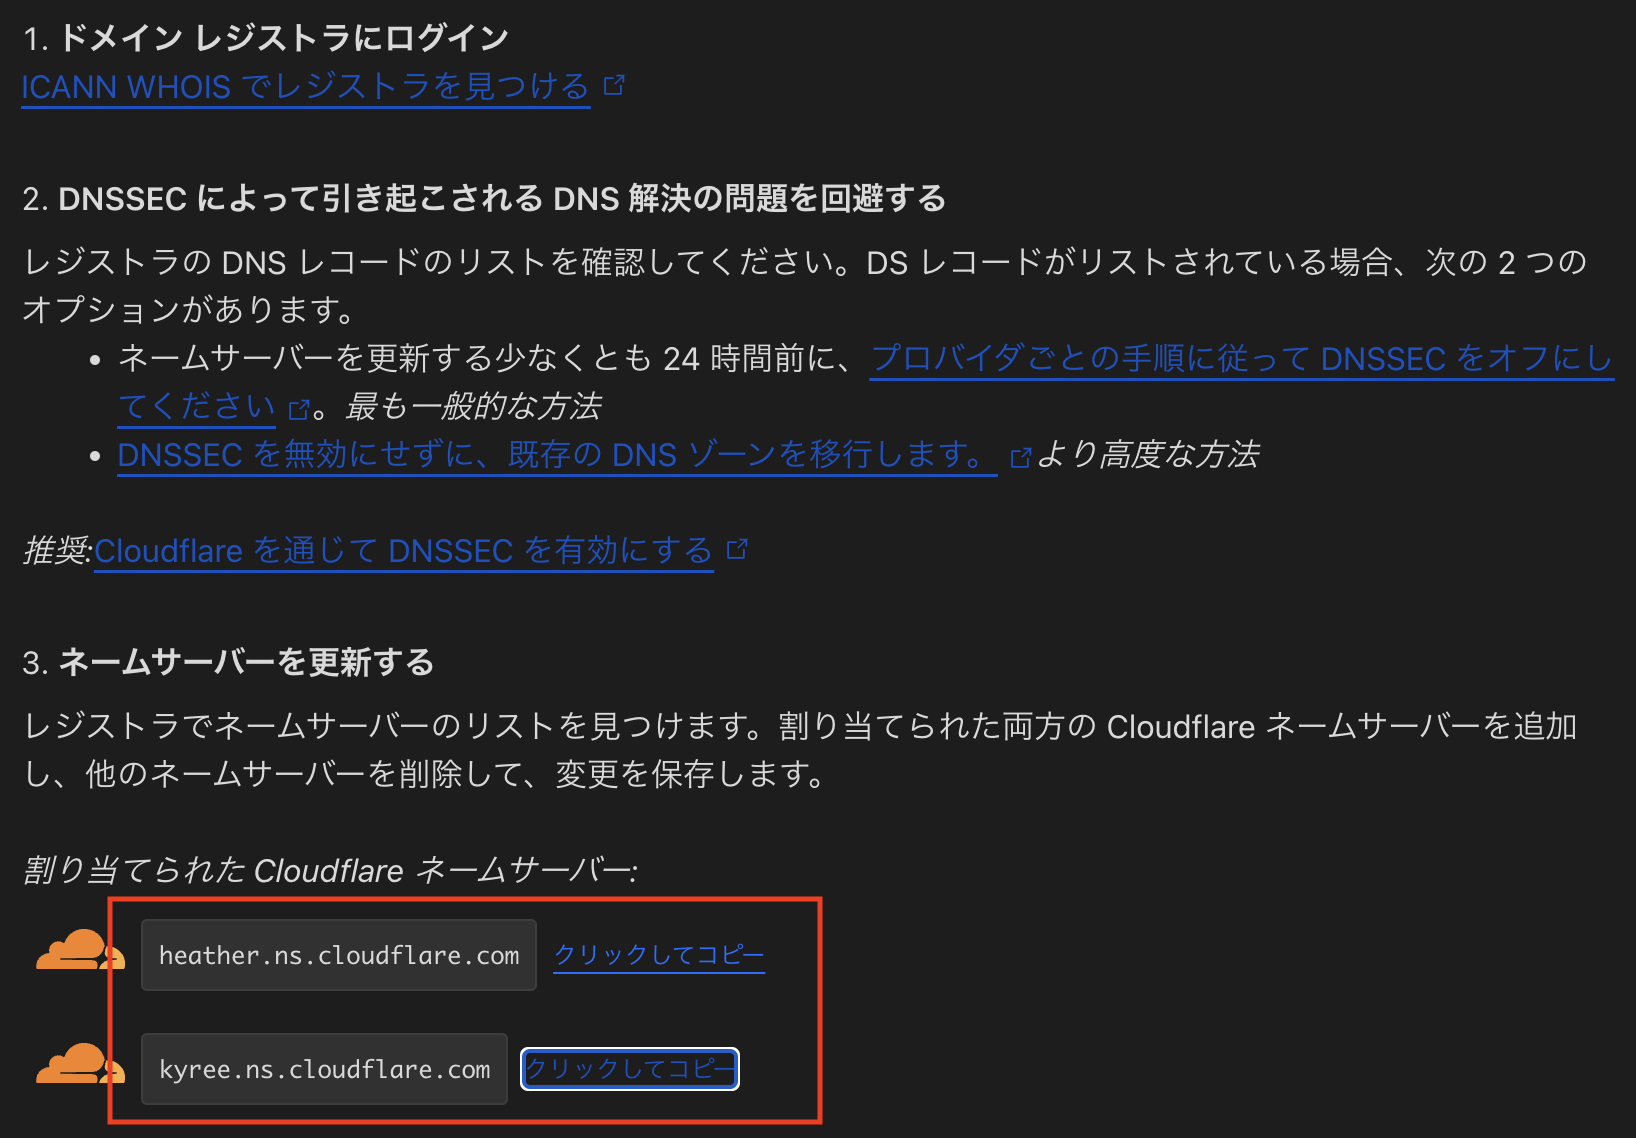 1. ドメイン レジストラにログイン
ICANN WHOIS でレジストラを見つける
2. DNSSEC によって引き起こされる DNS 解決の問題を回避する
レジストラの DNS レコードのリストを確認してください。DS レコードがリストされている場合、次の 2 つの
オプションがあります。
• ネームサーバーを更新する少なくとも 24 時間前に、プロバイダごとの手順に従って DNSSEC をオフにし
てください。最も一般的な方法
• DNSSEC を無効にせずに、既存の DNS ゾーンを移行します。より高度な方法
推奨:Cloudflare を通じて DNSSEC を有効にする
3. ネームサーバーを更新する
レジストラでネームサーバーのリストを見つけます。割り当てられた両方の Cloudflare ネームサーバーを追加
し、他のネームサーバーを削除して、変更を保存します。
割り当てられた Cloudflare ネームサーバー:
heather.ns.cloudflare.com クリックしてコピー
kyree.ns.cloudflare.com クリックしてコピー